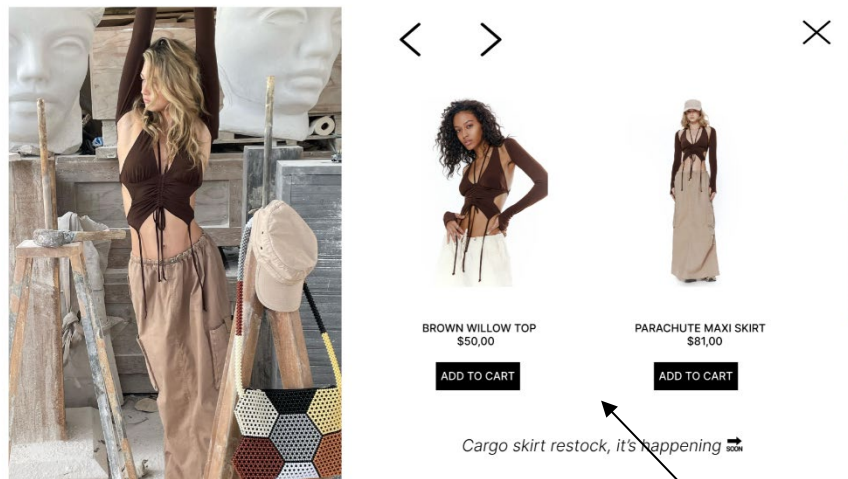 BROWN WILLOW TOP
$50,00
ADD TO CART
PARACHUTE MAXI SKIRT
$81,00
ADD TO CART
Cargo skirt restock, it's happening SOON